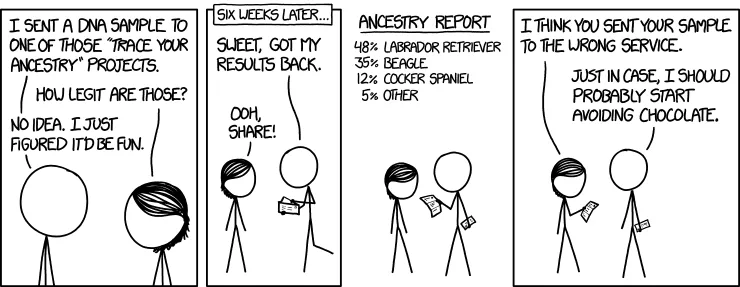 I SENT A DNA SAMPLE TO
ONE OF THOSE "TRACE YOUR
ANCESTRY" PROJECTS.
HOW LEGIT ARE THOSE?
NO IDEA. I JUST
FIGURED IT'D BE FUN.
SIX WEEKS LATER...
SWEET, GOT MY
RESULTS BACK.
OOH,
SHARE!
ANCESTRY REPORT
48% LABRADOR RETRIEVER
35% BEAGLE
12% COCKER SPANIEL
5% OTHER
I THINK YOU SENT YOUR SAMPLE
TO THE WRONG SERVICE.
JUST IN CASE, I SHOULD
PROBABLY START
AVOIDING CHOCOLATE.